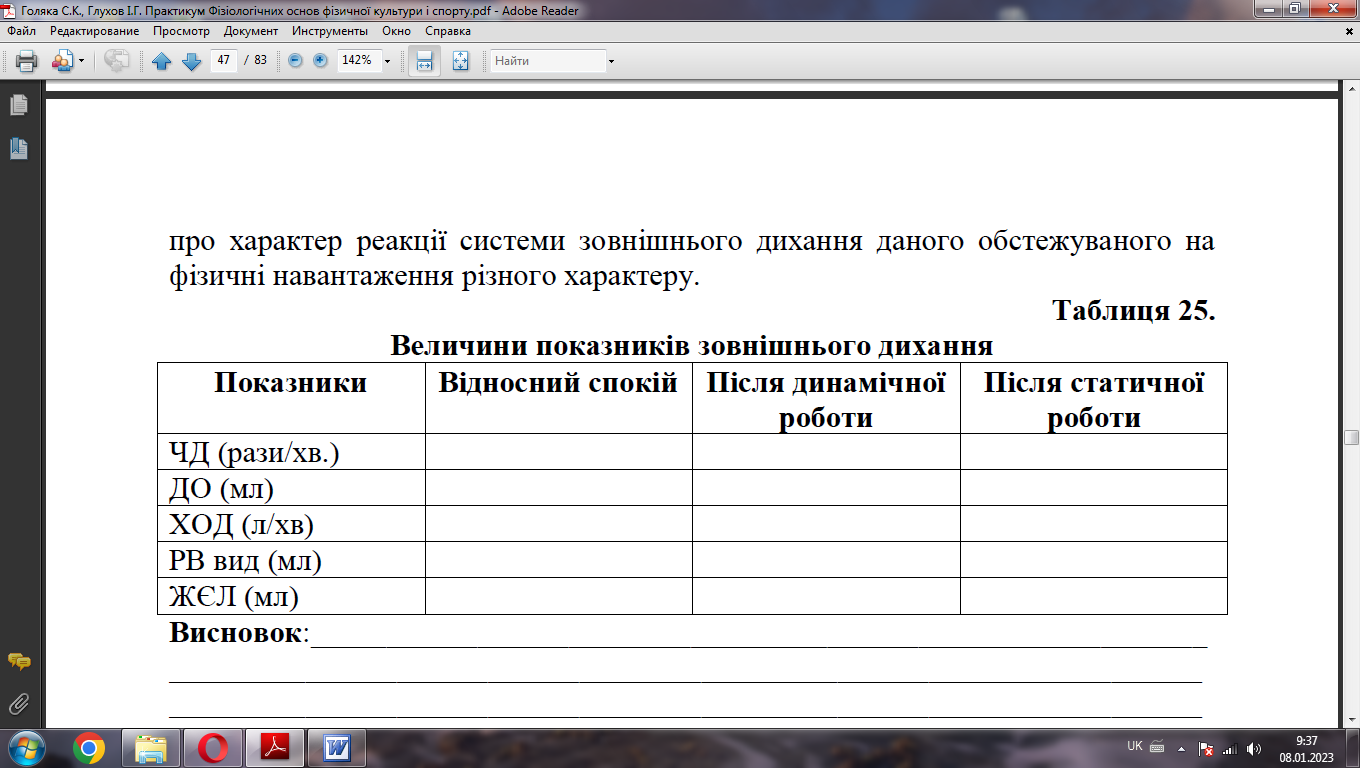 Голяка С.К., Глухов І.Г. Практикум Фізіологічних основ фізичної культури і спорту.pdf - Adobe Reader
Файл Редактирование Просмотр Документ Инструменты Окно Справка
47 / 83 142% Найти
про характер реакції системи зовнішнього дихання даного обстежуваного на
фізичні навантаження різного характеру.
Таблиця 25.
Величини показників зовнішнього дихання
Показники Відносний спокій Після динамічної роботи Після статичної роботи
ЧД (рази/хв.)
ДО (мл)
ХОД (л/хв)
РВ вид (мл)
ЖЄЛ (мл)
Висновок:
UK 9:37
08.01.2023